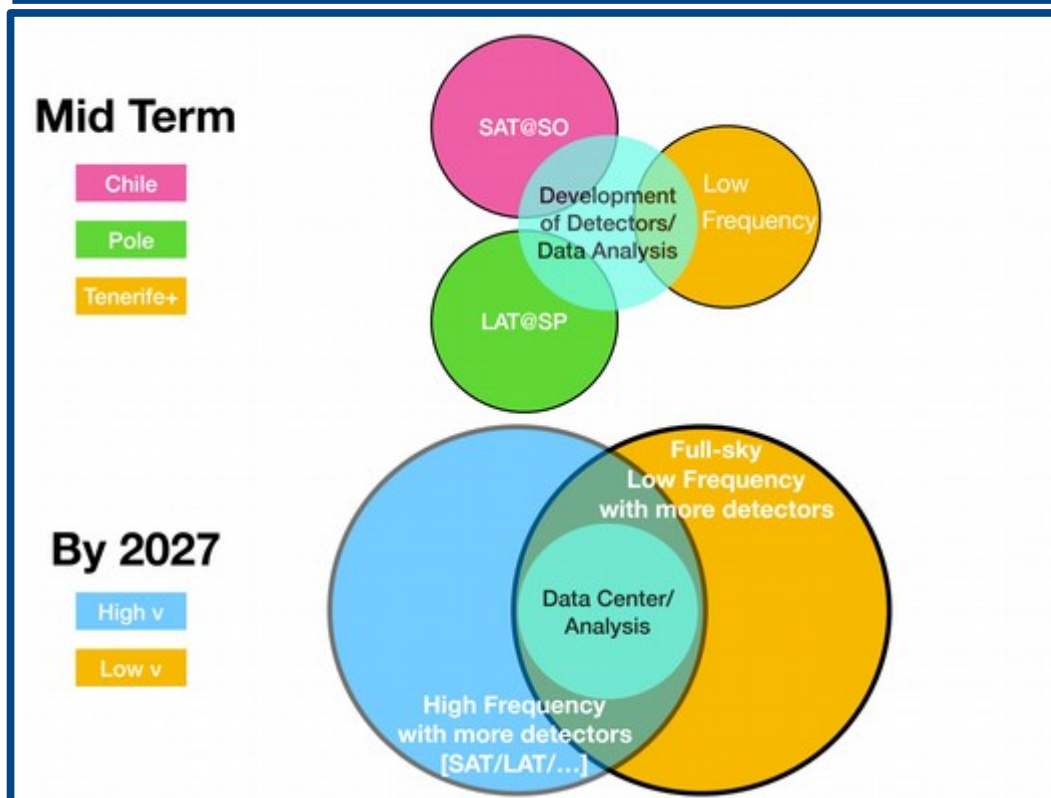 Mid Term
Chile
Pole
Tenerife+
SAT@SO
Development
of Detectors/
Data Analysis
Low
Frequency
LAT@SP
By 2027
High ν
Low ν
Full-sky
Low Frequency
with more detectors
Data Center/
Analysis
High Frequency
with more detectors
[SAT/LAT/...]